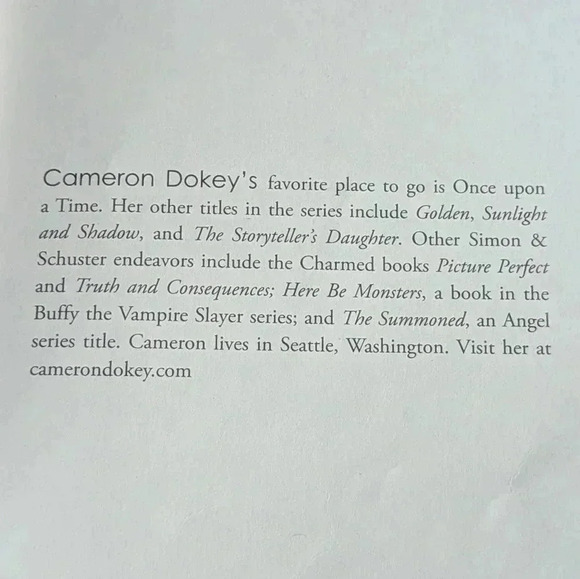 Cameron Dokey's favorite place to go is Once upon
a Time. Her other titles in the series include Golden, Sunlight
and Shadow, and The Storyteller's Daughter. Other Simon &
Schuster endeavors include the Charmed books Picture Perfect
and Truth and Consequences; Here Be Monsters, a book in the
Buffy the Vampire Slayer series; and The Summoned, an Angel
series title. Cameron lives in Seattle, Washington. Visit her at
camerondokey.com